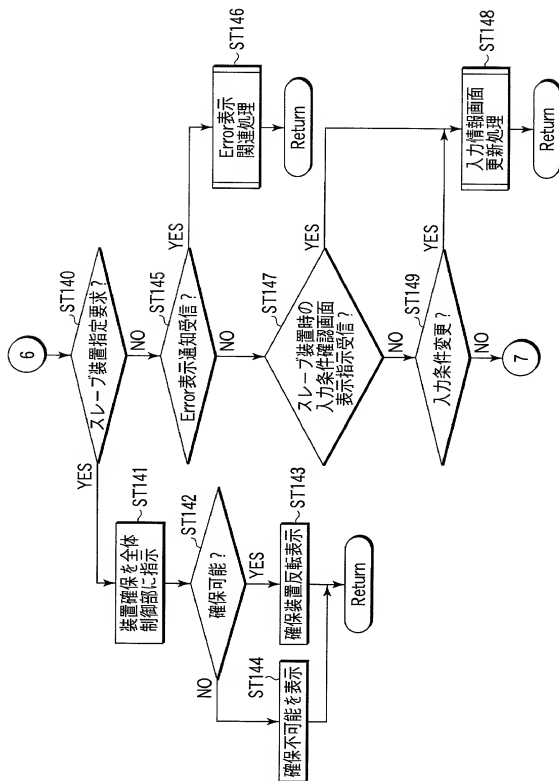 6
スレーブ装置指定要求？
ST140
YES
NO
装置確保を全体
制御部に指示
ST141
確保可能？
ST142
NO
YES
確保不可能を表示
ST144
確保装置反転表示
ST143
Return
Error表示通知受信？
ST145
YES
NO
Error表示
関連処理
ST146
Return
スレーブ装置時の
入力条件確認画面
表示指示受信？
ST147
YES
NO
入力条件変更？
ST149
YES
NO
入力情報画面
更新処理
ST148
Return
7